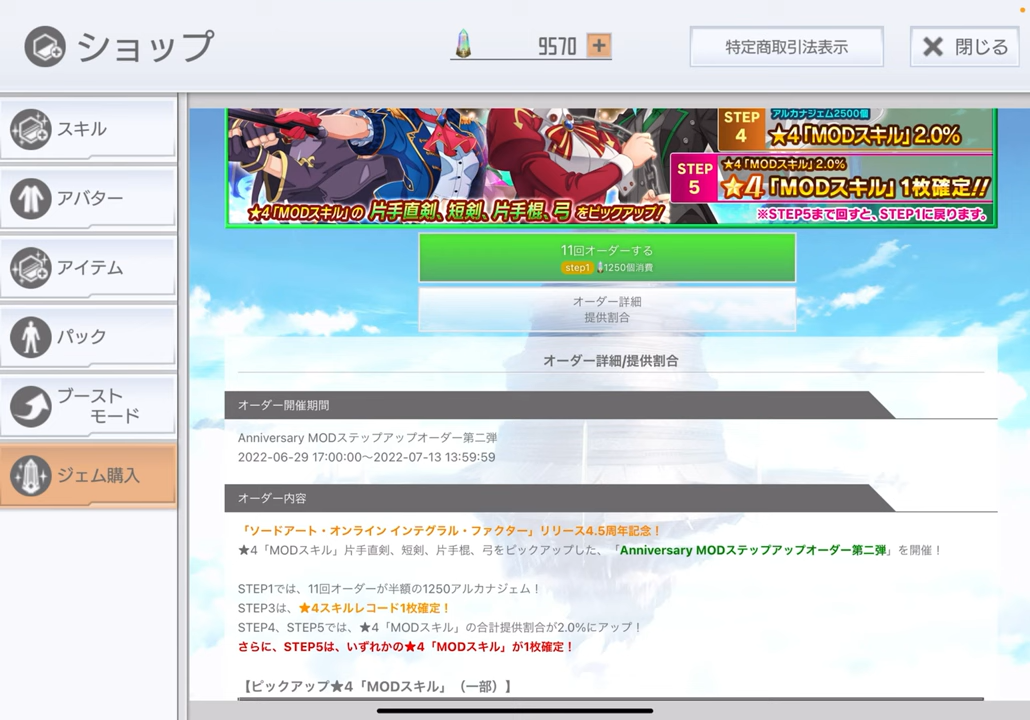 ショップ
9570
特定商取引法表示
閉じる
スキル
アバター
アイテム
パック
ブースト
モード
ジェム購入
STEP
4
アルカナジェム2500個
★4「MODスキル」2.0%
STEP
5
★4「MODスキル」2.0%
★4「MODスキル」1枚確定!!
★4「MODスキル」の 片手直剣、短剣、片手棍、弓 をピックアップ!
※STEP5まで回すと、STEP1に戻ります。
11回オーダーする
step1 1250個消費
オーダー詳細
提供割合
オーダー詳細/提供割合
オーダー開催期間
Anniversary MODステップアップオーダー第二弾
2022-06-29 17:00:00～2022-07-13 13:59:59
オーダー内容
「ソードアート・オンライン インテグラル・ファクター」リリース4.5周年記念！
★4「MODスキル」片手直剣、短剣、片手棍、弓をピックアップした、「Anniversary MODステップアップオーダー第二弾」を開催！
STEP1では、11回オーダーが半額の1250アルカナジェム！
STEP3は、★4スキルレコード1枚確定！
STEP4、STEP5では、★4「MODスキル」の合計提供割合が2.0%にアップ！
さらに、STEP5は、いずれかの★4「MODスキル」が1枚確定！
【ピックアップ★4「MODスキル」（一部）】